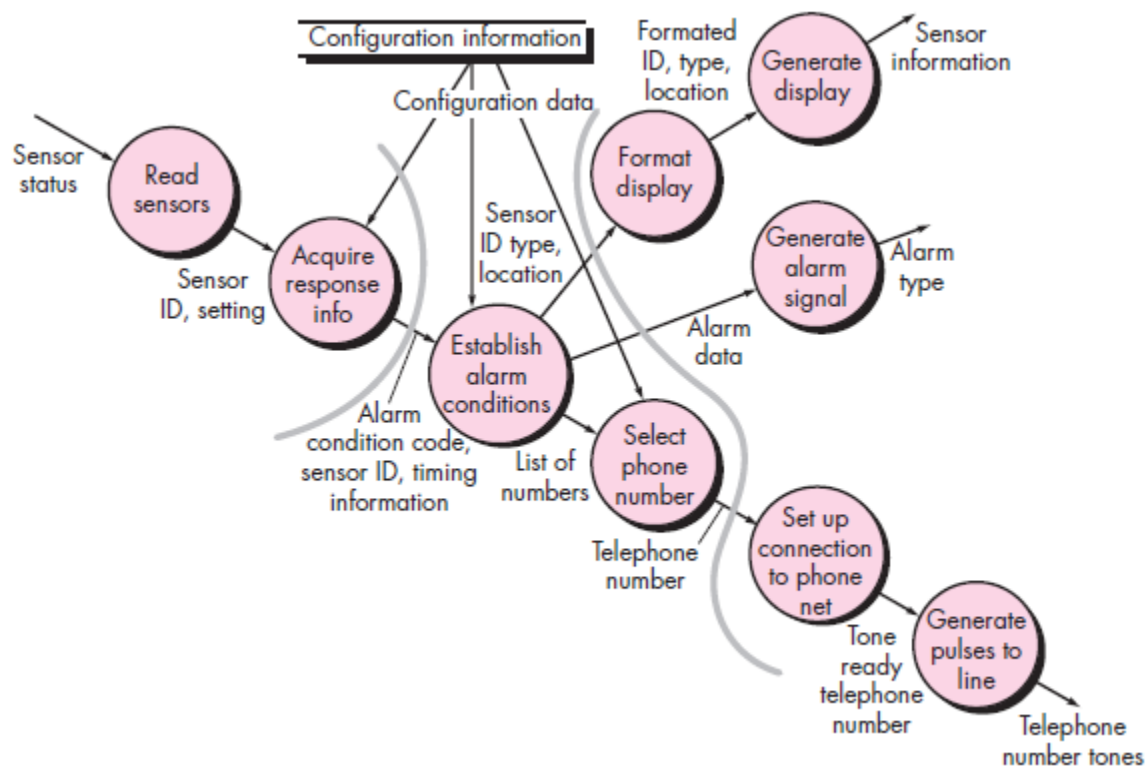 Configuration information
Configuration data
Sensor
status
Read
sensors
Sensor
ID, setting
Acquire
response
info
Alarm
condition code,
sensor ID, timing
information
Establish
alarm
conditions
Sensor
ID type,
location
Formated
ID, type,
location
Format
display
Generate
display
Sensor
information
Alarm
data
Generate
alarm
signal
Alarm
type
List of
numbers
Select
phone
number
Telephone
number
Set up
connection
to phone
net
Tone
ready
telephone
number
Generate
pulses to
line
Telephone
number tones